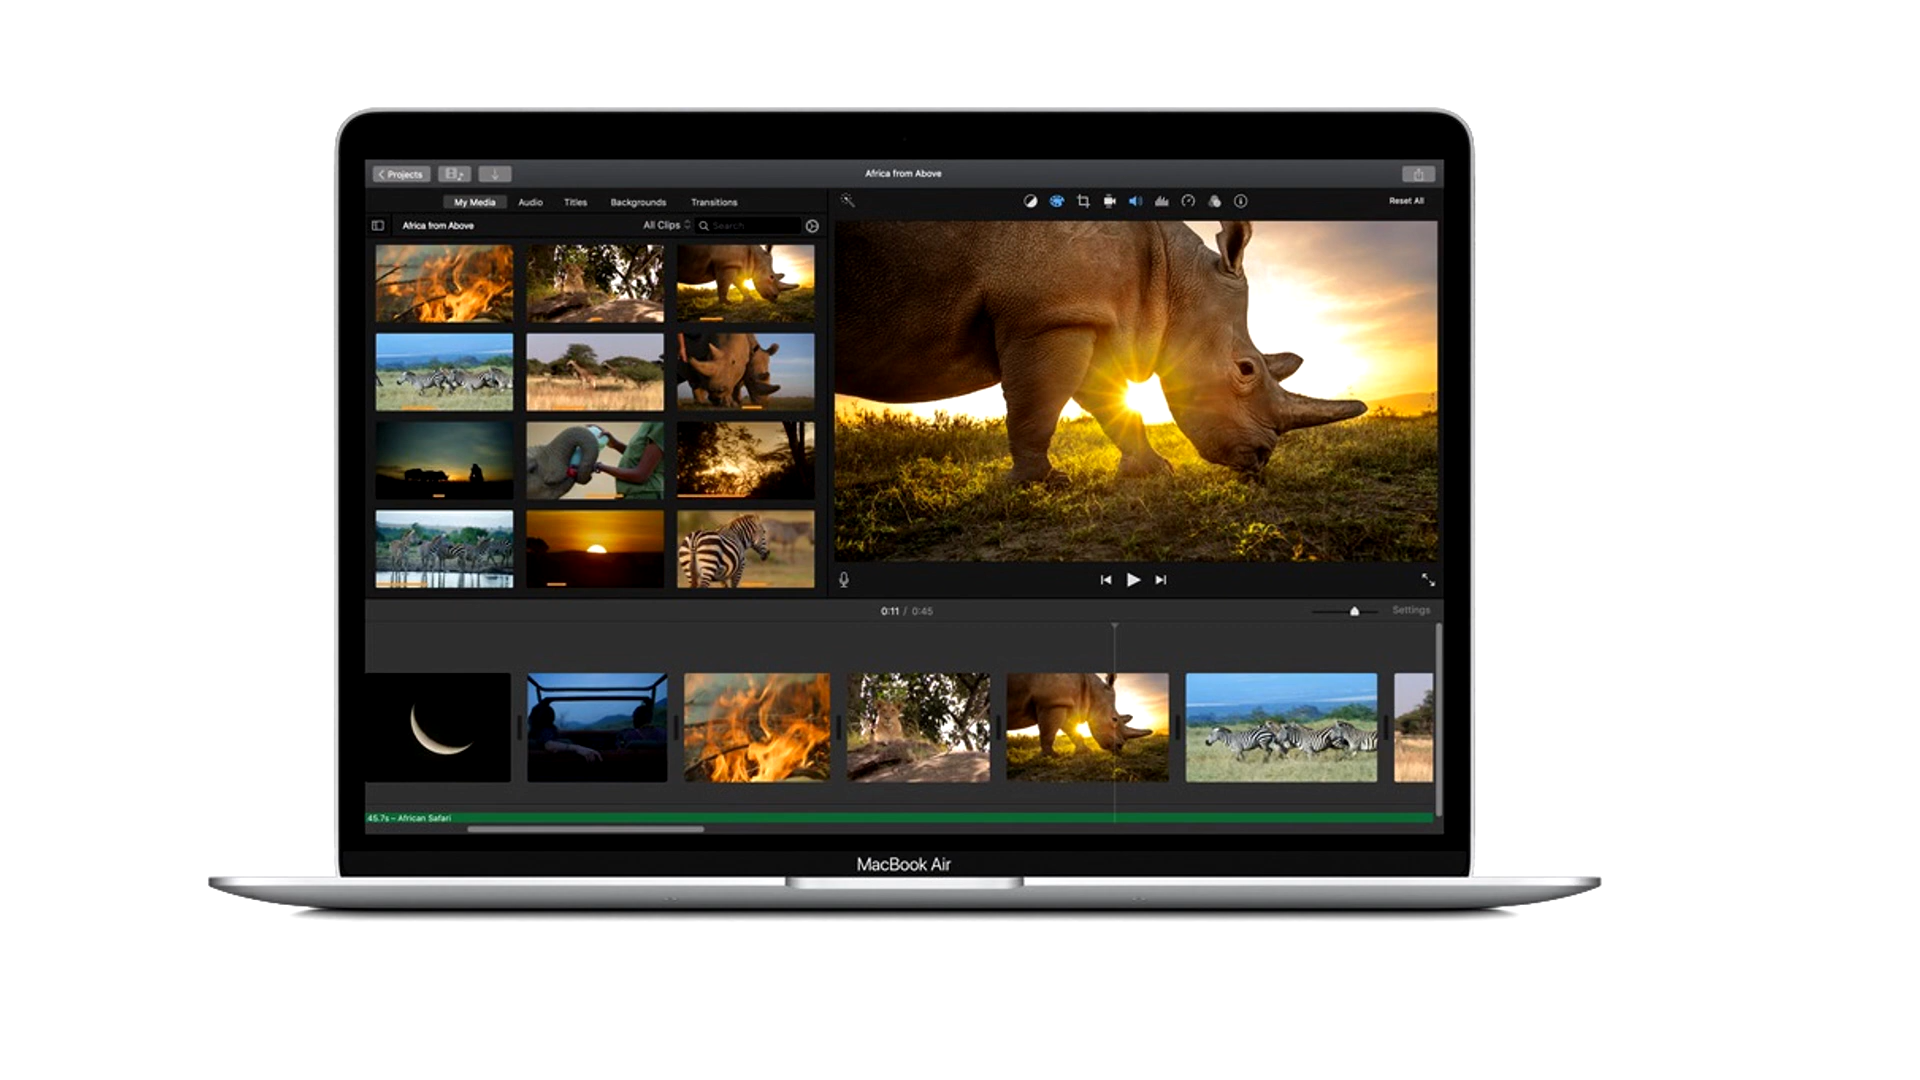 Projects
Africa from Above
My Media Audio Titles Backgrounds Transitions
Reset All
Africa from Above
All Clips
Search
0:11 / 0:45
Settings
45.7s – African Safari
MacBook Air